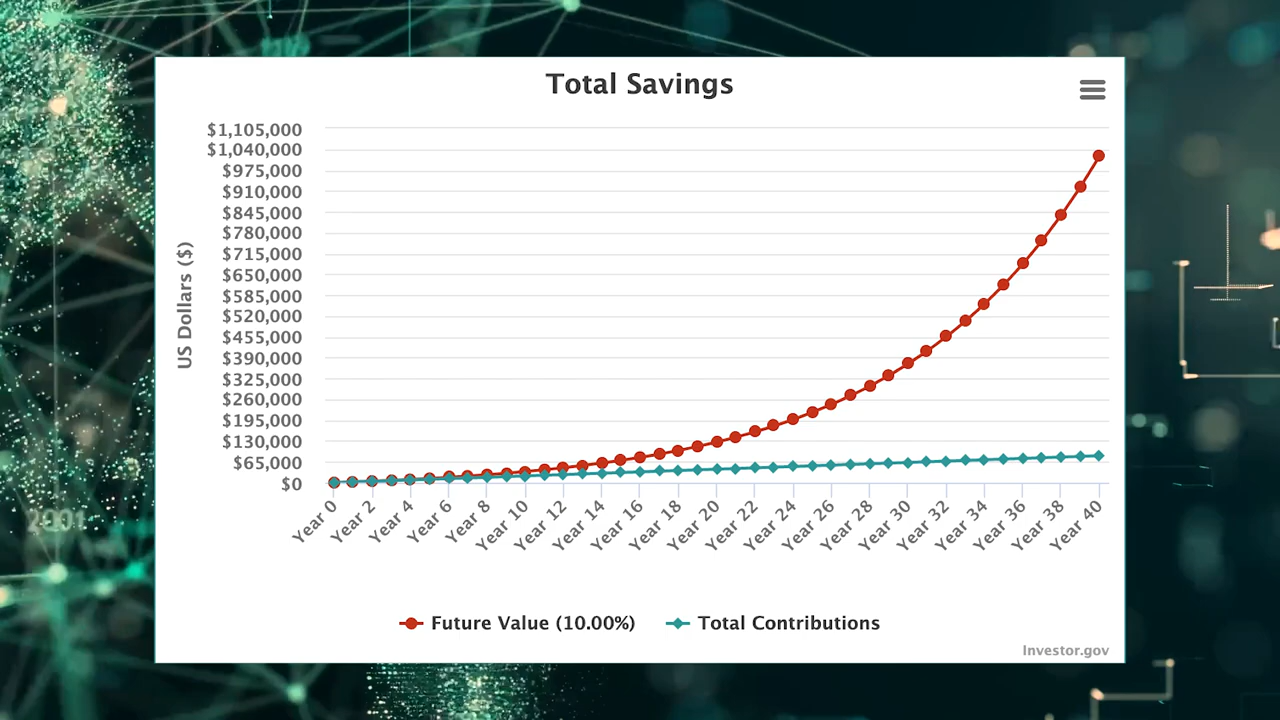 Total Savings
$1,105,000
$1,040,000
$975,000
$910,000
$845,000
$780,000
$715,000
$650,000
$585,000
$520,000
$455,000
$390,000
$325,000
$260,000
$195,000
$130,000
$65,000
$0
US Dollars ($)
Year 0
Year 2
Year 4
Year 6
Year 8
Year 10
Year 12
Year 14
Year 16
Year 18
Year 20
Year 22
Year 24
Year 26
Year 28
Year 30
Year 32
Year 34
Year 36
Year 38
Year 40
Future Value (10.00%)
Total Contributions
Investor.gov